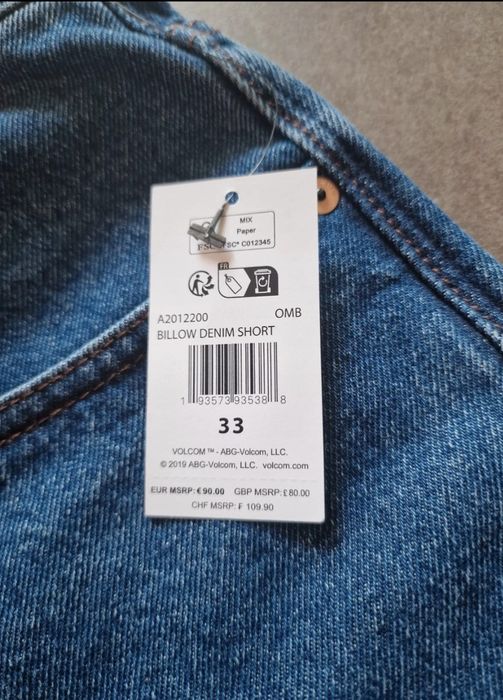 MIX
Paper
FSC FSC® C012345
FR
A2012200 OMB
BILLOW DENIM SHORT
1 93573 93538 8
33
VOLCOM™ - ABG-Volcom, LLC.
© 2019 ABG-Volcom, LLC. volcom.com
EUR MSRP: € 90.00 GBP MSRP: £ 80.00
CHF MSRP: ₣ 109.90